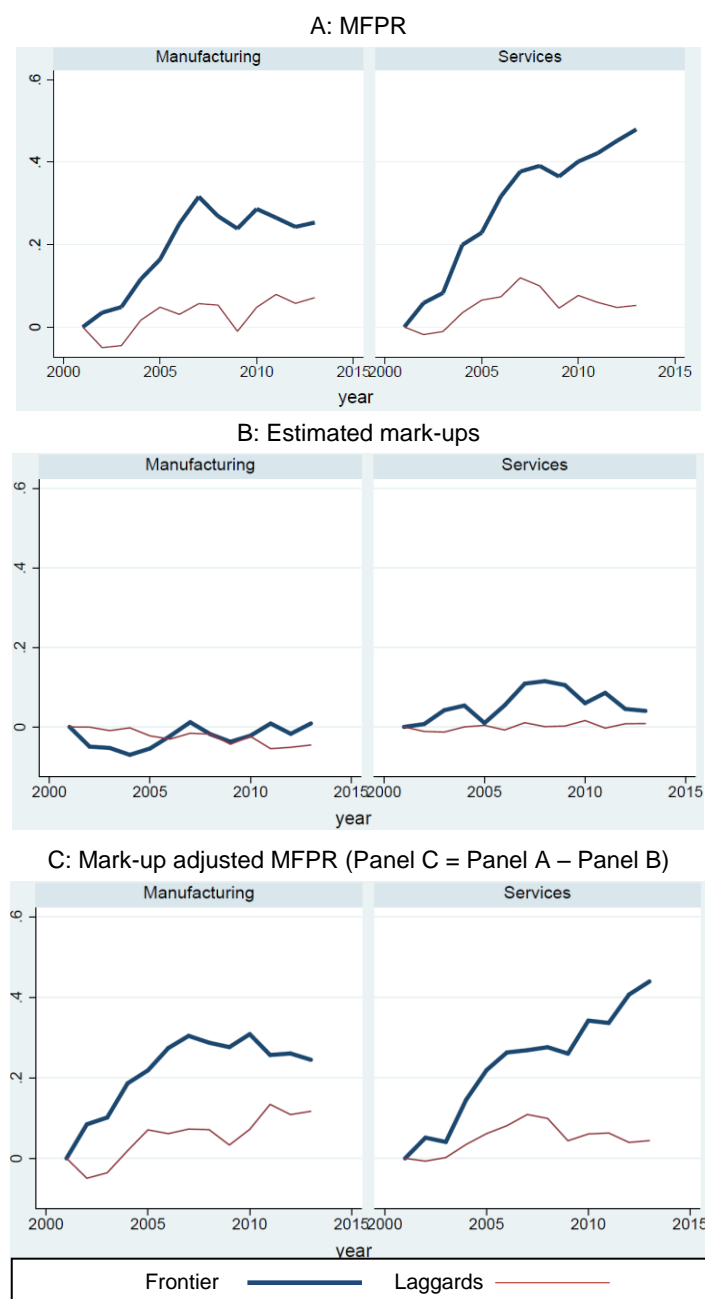 A: MFPR
Manufacturing Services
.6
.4
.2
0
2000 2005 2010 2015 2000 2005 2010 2015
year
B: Estimated mark-ups
Manufacturing Services
.6
.4
.2
0
2000 2005 2010 2015 2000 2005 2010 2015
year
C: Mark-up adjusted MFPR (Panel C = Panel A – Panel B)
Manufacturing Services
.6
.4
.2
0
2000 2005 2010 2015 2000 2005 2010 2015
year
Frontier Laggards